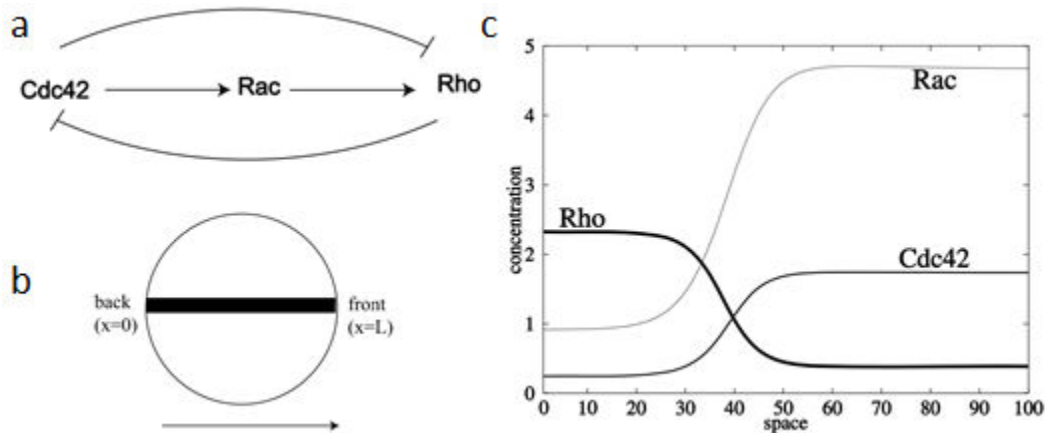 a
Cdc42 Rac Rho
b
back
(x=0)
front
(x=L)
c
concentration
5
4
3
2
1
0
Rac
Rho
Cdc42
0 10 20 30 40 50 60 70 80 90 100
space